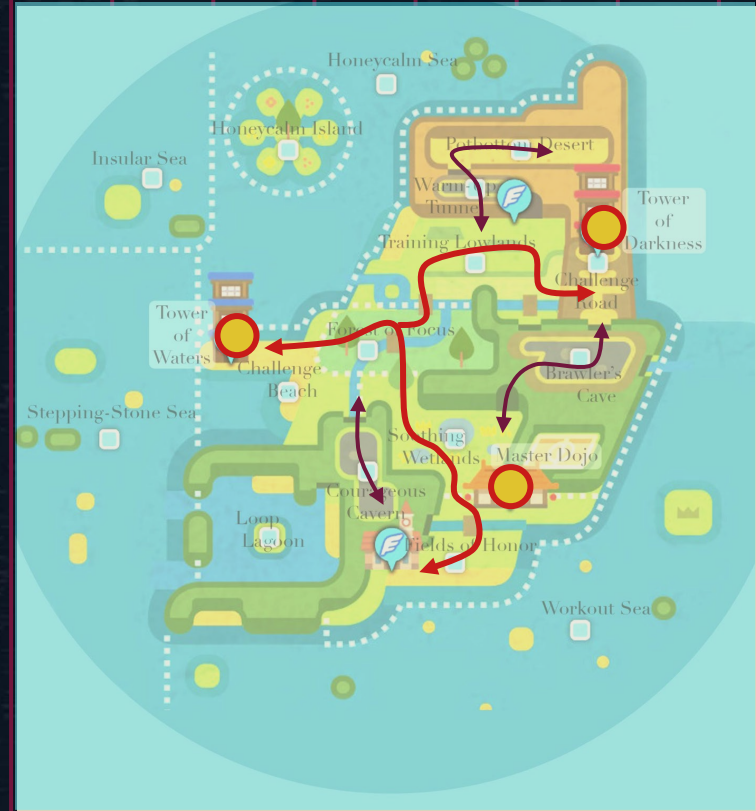 Honeycalm Sea
Honeycalm Island
Potbottom Desert
Insular Sea
Warm-Up
Tunnel
Tower
of
Darkness
Training Lowlands
Challenge
Road
Tower
of
Waters
Forest of Focus
Challenge
Beach
Brawler's
Cave
Stepping-Stone Sea
Soothing
Wetlands
Master Dojo
Courageous
Cavern
Loop
Lagoon
Fields of Honor
Workout Sea